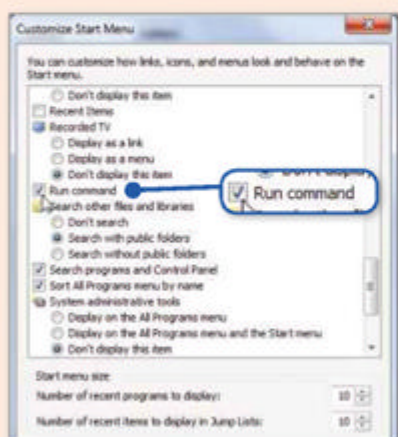 Customize Start Menu
You can customize how links, icons, and menus look and behave on the
Start menu.
Don't display this item
Recent Items
Recorded TV
Display as a link
Display as a menu
Don't display this item
Run command
Run command
Search other files and libraries
Don't search
Search with public folders
Search without public folders
Search programs and Control Panel
Sort All Programs menu by name
System administrative tools
Display on the All Programs menu
Display on the All Programs menu and the Start menu
Don't display this item
Start menu size
Number of recent programs to display: 10
Number of recent items to display in Jump Lists: 10